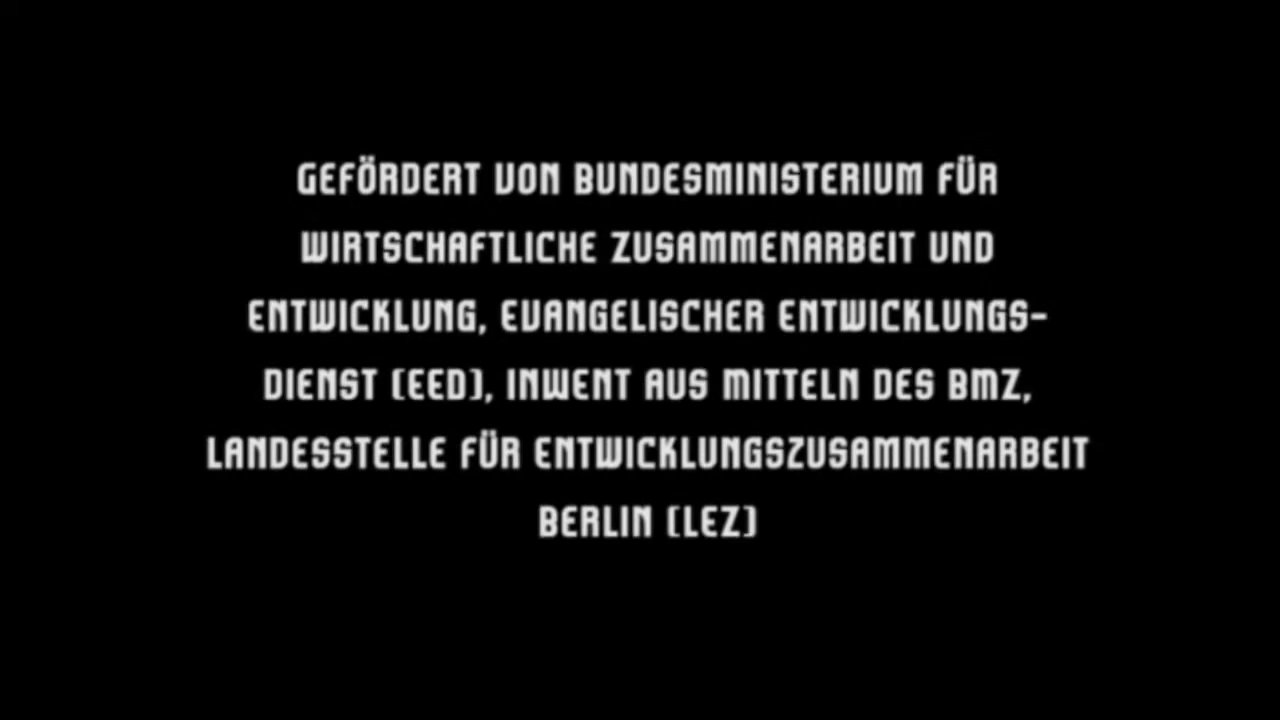 GEFÖRDERT VON BUNDESMINISTERIUM FÜR
WIRTSCHAFTLICHE ZUSAMMENARBEIT UND
ENTWICKLUNG, EVANGELISCHER ENTWICKLUNGS-
DIENST (EED), INWENT AUS MITTELN DES BMZ,
LANDESSTELLE FÜR ENTWICKLUNGSZUSAMMENARBEIT
BERLIN (LEZ)